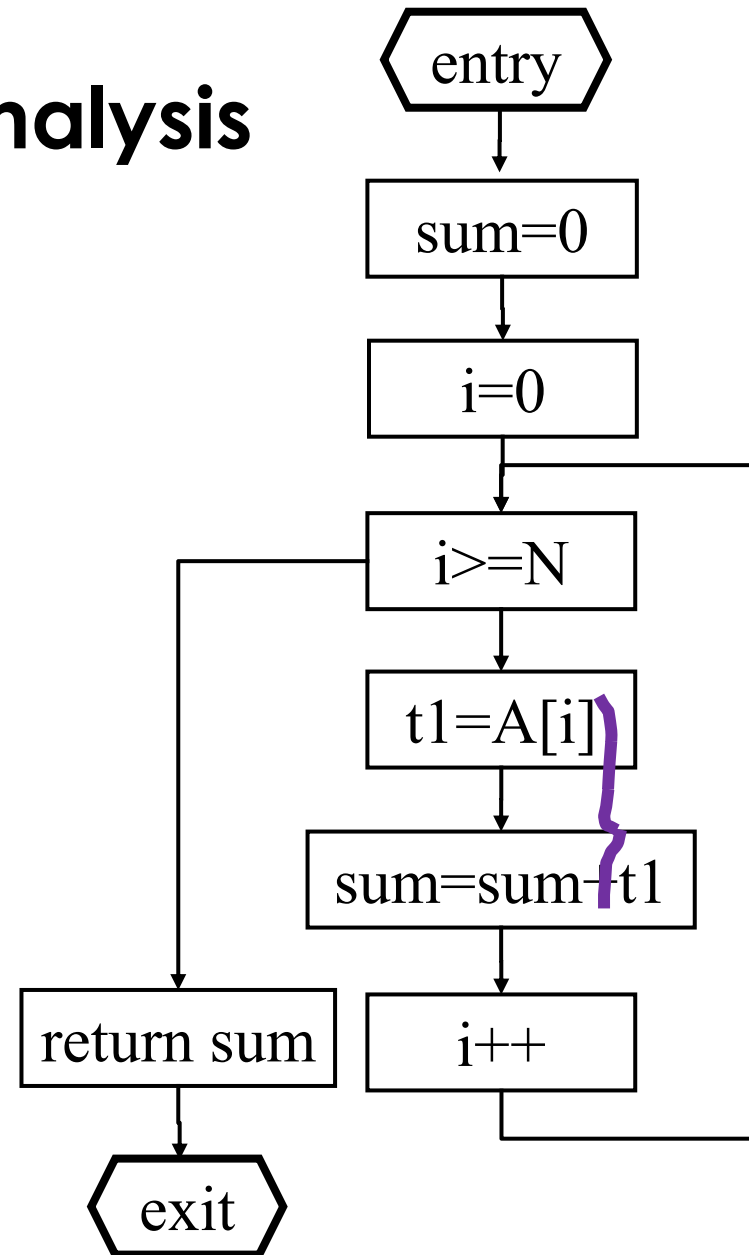 entry
nalysis
sum=0
i=0
i>=N
t1=A[i]
sum=sum+t1
return sum
i++
exit